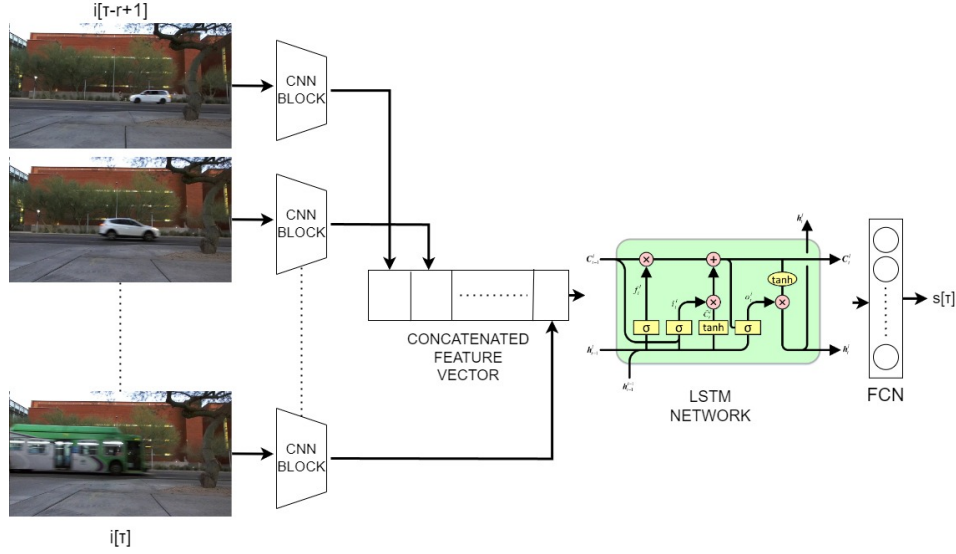 i[τ-r+1]
CNN
BLOCK
CNN
BLOCK
CNN
BLOCK
i[τ]
CONCATENATED
FEATURE
VECTOR
σ
σ
tanh
σ
tanh
LSTM
NETWORK
FCN
s[τ]